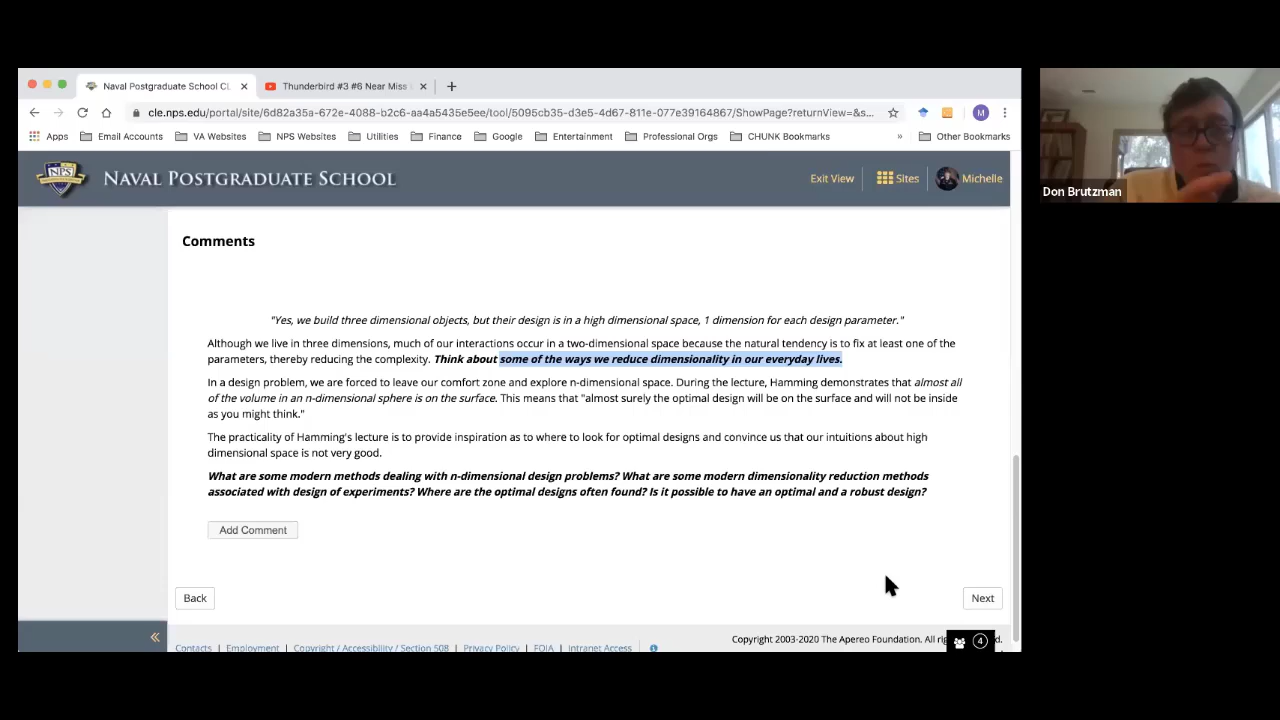 Naval Postgraduate School CL
Thunderbird #3 #6 Near Miss
cle.nps.edu/portal/site/6d82a35a-672e-4088-b2c6-aa4a5435e5ee/tool/5095cb35-d3e5-4d67-811e-077e39164867/ShowPage?returnView=&s...
M
Apps
Email Accounts
VA Websites
NPS Websites
Utilities
Finance
Google
Entertainment
Professional Orgs
CHUNK Bookmarks
»
Other Bookmarks
NPS
NAVAL POSTGRADUATE SCHOOL
Exit View
Sites
Michelle
Don Brutzman
Comments
"Yes, we build three dimensional objects, but their design is in a high dimensional space, 1 dimension for each design parameter."
Although we live in three dimensions, much of our interactions occur in a two-dimensional space because the natural tendency is to fix at least one of the
parameters, thereby reducing the complexity. Think about some of the ways we reduce dimensionality in our everyday lives.
In a design problem, we are forced to leave our comfort zone and explore n-dimensional space. During the lecture, Hamming demonstrates that almost all
of the volume in an n-dimensional sphere is on the surface. This means that "almost surely the optimal design will be on the surface and will not be inside
as you might think."
The practicality of Hamming's lecture is to provide inspiration as to where to look for optimal designs and convince us that our intuitions about high
dimensional space is not very good.
What are some modern methods dealing with n-dimensional design problems? What are some modern dimensionality reduction methods
associated with design of experiments? Where are the optimal designs often found? Is it possible to have an optimal and a robust design?
Add Comment
Back
Next
«
Copyright 2003-2020 The Apereo Foundation. All
4
Contacts | Employment | Copyright / Accessibility / Section 508 | Privacy Policy | FOIA | Intranet Access |